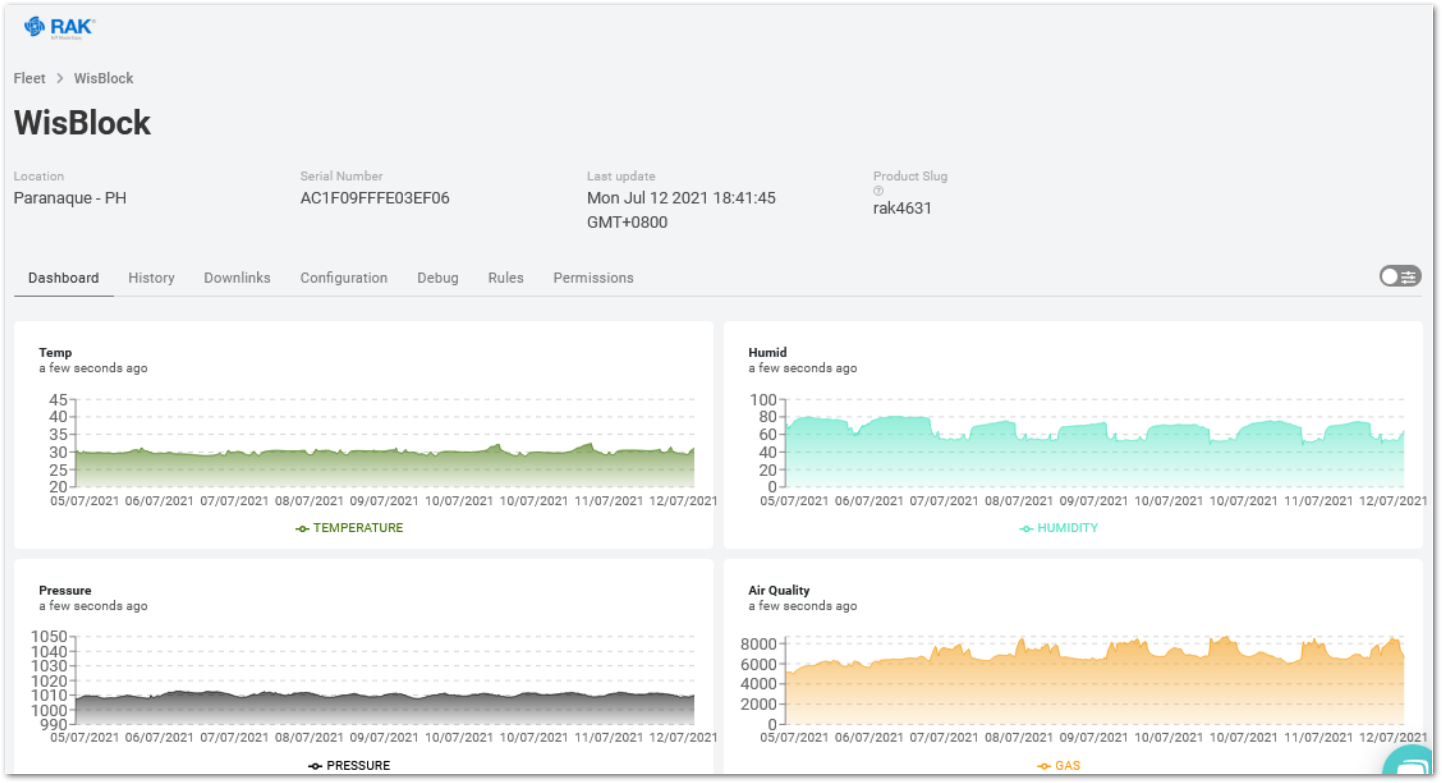 RAK
Fleet > WisBlock
WisBlock
Location
Paranaque - PH
Serial Number
AC1F09FFFE03EF06
Last update
Mon Jul 12 2021 18:41:45
GMT+0800
Product Slug
rak4631
Dashboard History Downlinks Configuration Debug Rules Permissions
Temp
a few seconds ago
45
40
35
30
25
20
05/07/2021 06/07/2021 07/07/2021 08/07/2021 09/07/2021 10/07/2021 10/07/2021 11/07/2021 12/07/2021
TEMPERATURE
Humid
a few seconds ago
100
80
60
40
20
0
05/07/2021 06/07/2021 07/07/2021 08/07/2021 09/07/2021 10/07/2021 10/07/2021 11/07/2021 12/07/2021
HUMIDITY
Pressure
a few seconds ago
1050
1040
1030
1020
1010
1000
990
05/07/2021 06/07/2021 07/07/2021 08/07/2021 09/07/2021 10/07/2021 10/07/2021 11/07/2021 12/07/2021
PRESSURE
Air Quality
a few seconds ago
8000
6000
4000
2000
0
05/07/2021 06/07/2021 07/07/2021 08/07/2021 09/07/2021 10/07/2021 10/07/2021 11/07/2021 12/07/2021
GAS